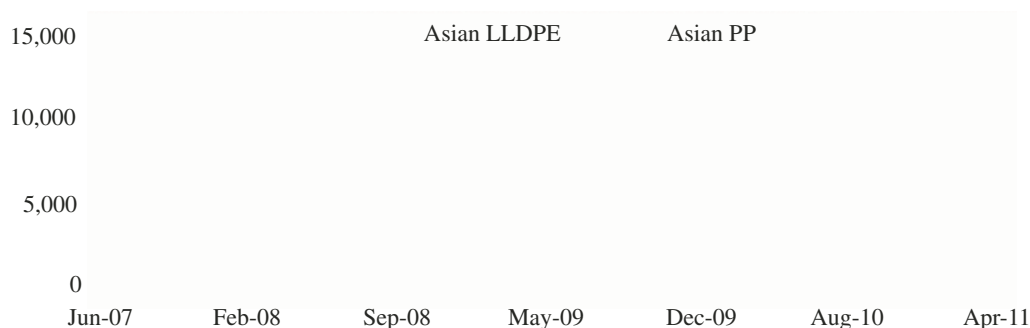 15,000 Asian LLDPE Asian PP
10,000
5,000
0
Jun-07 Feb-08 Sep-08 May-09 Dec-09 Aug-10 Apr-11